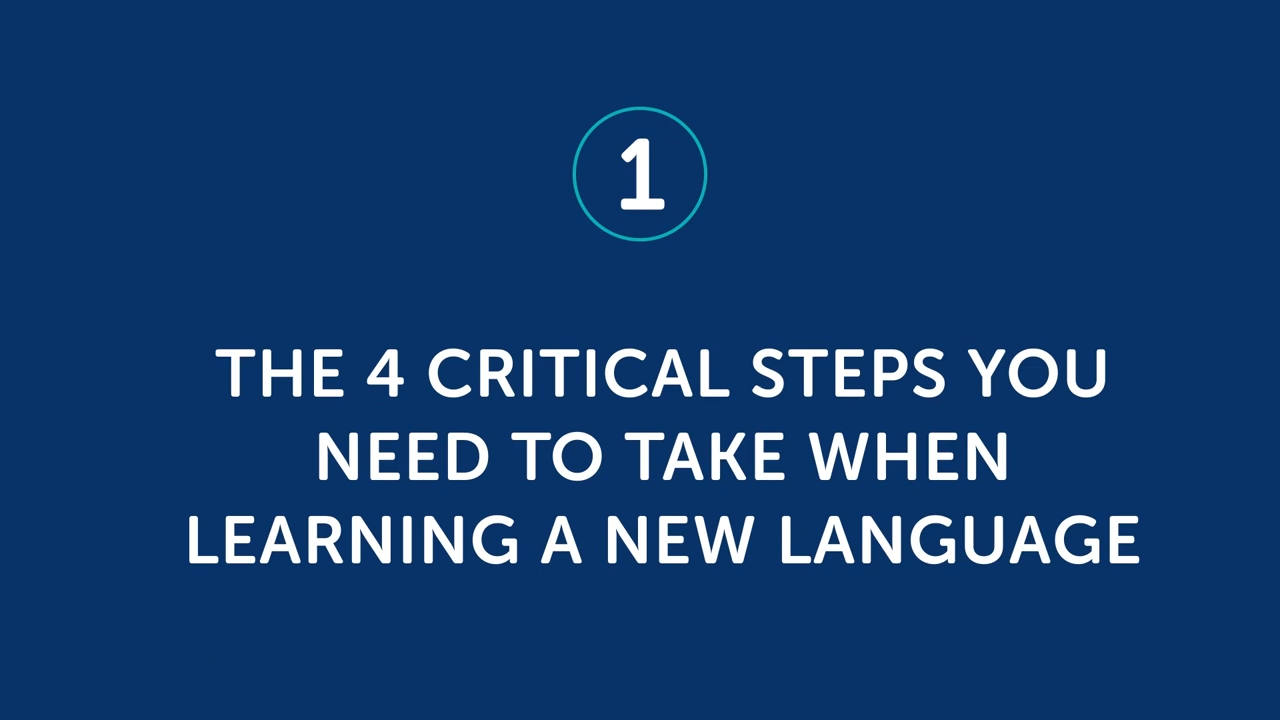 1
THE 4 CRITICAL STEPS YOU
NEED TO TAKE WHEN
LEARNING A NEW LANGUAGE